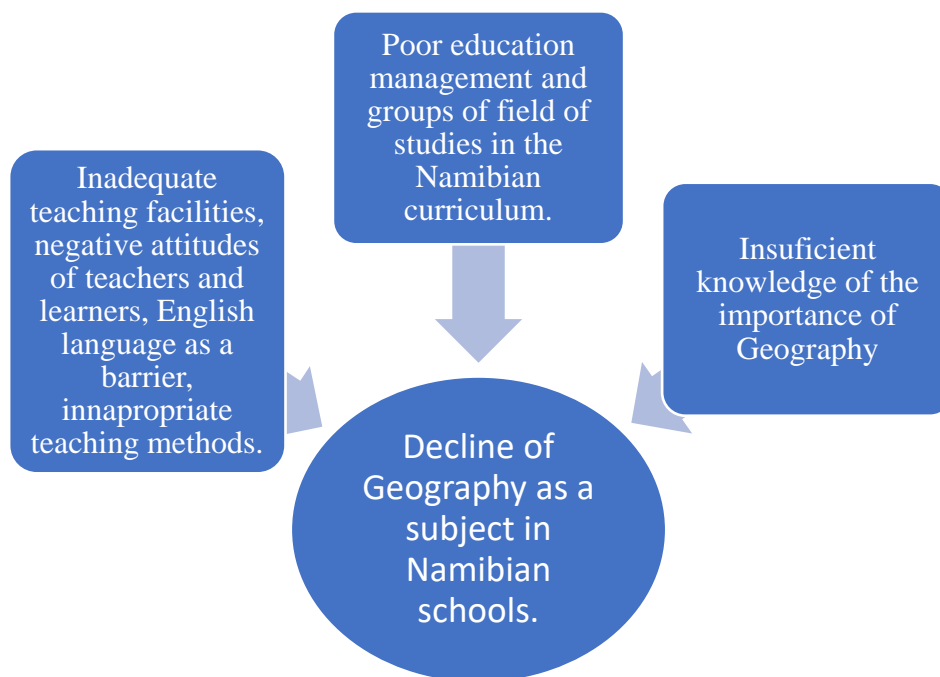 Inadequate
teaching facilities,
negative attitudes
of teachers and
learners, English
language as a
barrier,
innapropriate
teaching methods.
Poor education
management and
groups of field of
studies in the
Namibian
curriculum.
Insuficient
knowledge of the
importance of
Geography
Decline of
Geography as a
subject in
Namibian
schools.